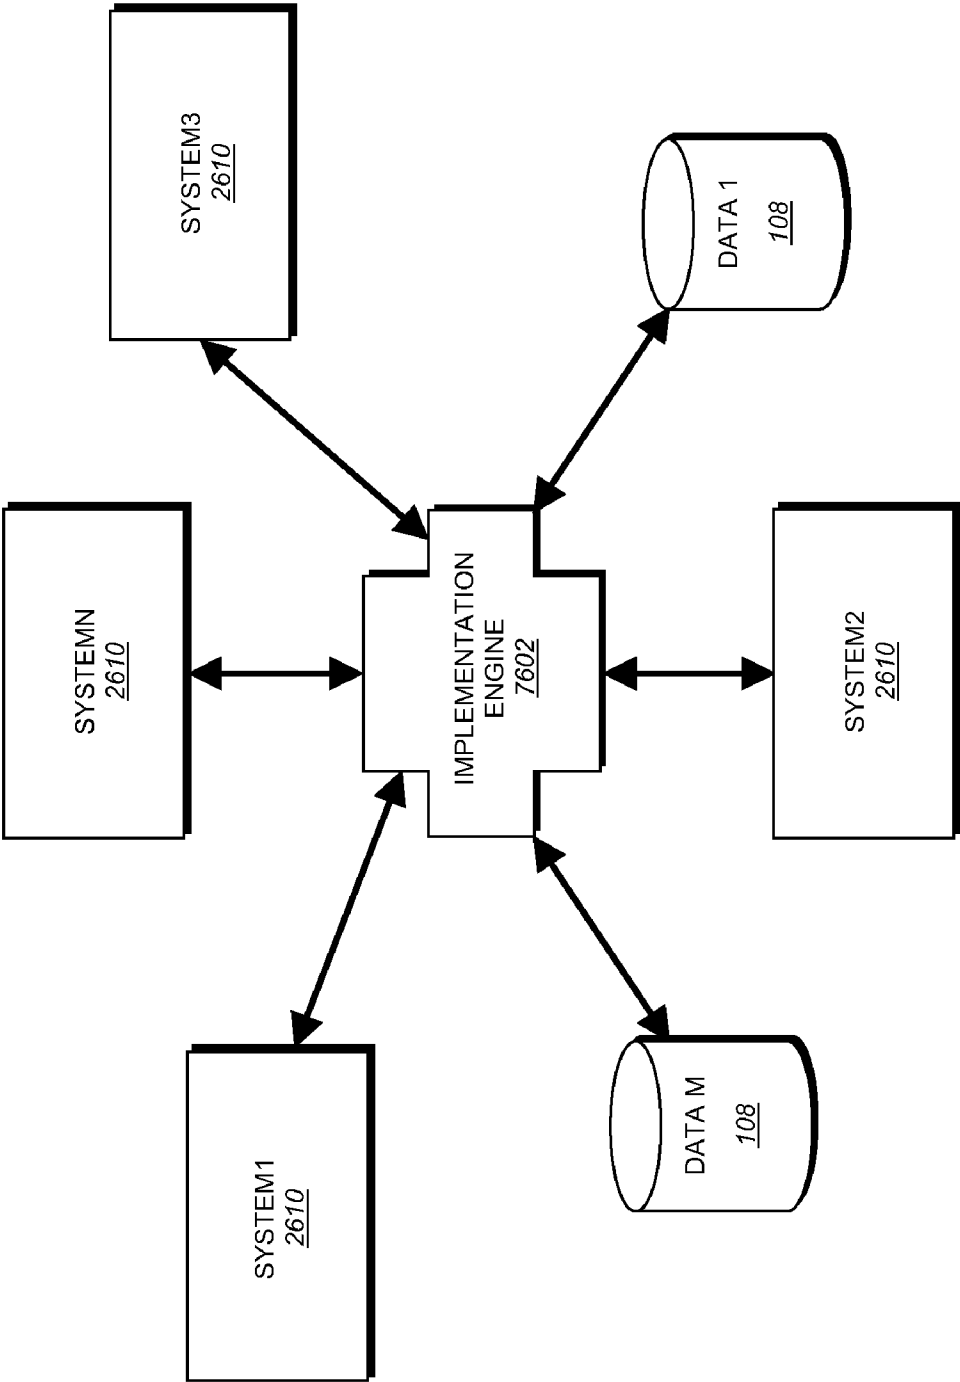 SYSTEM1
2610
SYSTEMN
2610
SYSTEM3
2610
IMPLEMENTATION
ENGINE
7602
DATA M
108
DATA 1
108
SYSTEM2
2610